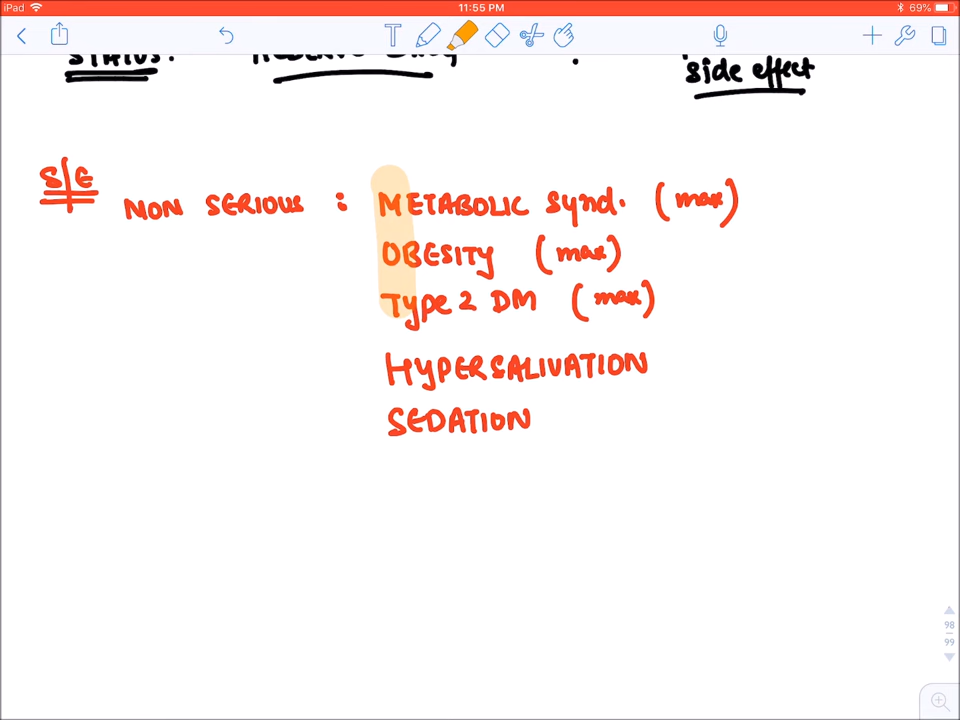 iPad 11:55 PM 69%
T
STATUS:
side effect
S/E
NON SERIOUS : METABOLIC Synd. (max)
OBESITY (max)
Type 2 DM (max)
HYPERSALIVATION
SEDATION
98
99